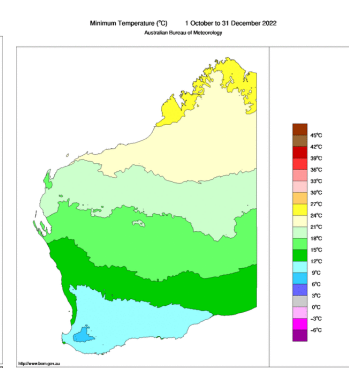 Minimum Temperature (°C) 1 October to 31 December 2022
Australian Bureau of Meteorology
45°C
42°C
39°C
36°C
33°C
30°C
27°C
24°C
21°C
18°C
15°C
12°C
9°C
6°C
3°C
0°C
-3°C
-6°C
http://www.bom.gov.au